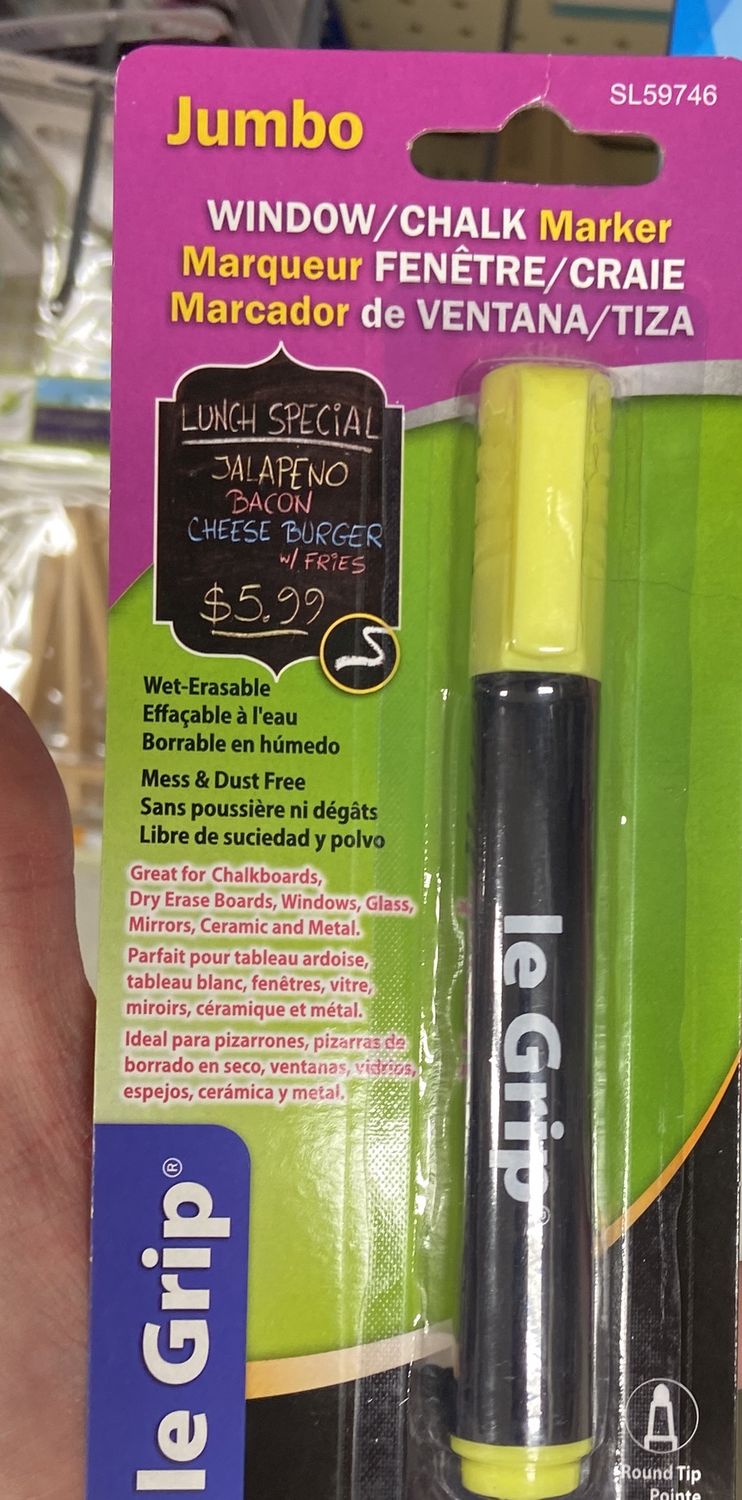 SL59746
Jumbo
WINDOW/CHALK Marker
Marqueur FENÊTRE/CRAIE
Marcador de VENTANA/TIZA
LUNCH SPECIAL
JALAPENO
BACON
CHEESE BURGER
w/ FRIES
$5.99
Wet-Erasable
Effaçable à l'eau
Borrable en húmedo
Mess & Dust Free
Sans poussière ni dégâts
Libre de suciedad y polvo
Great for Chalkboards,
Dry Erase Boards, Windows, Glass,
Mirrors, Ceramic and Metal.
Parfait pour tableau ardoise,
tableau blanc, fenêtres, vitre,
miroirs, céramique et métal.
Ideal para pizarrones, pizarras de
borrado en seco, ventanas, vidrios,
espejos, cerámica y metal.
le Grip®
le Grip®
Round Tip
Pointe